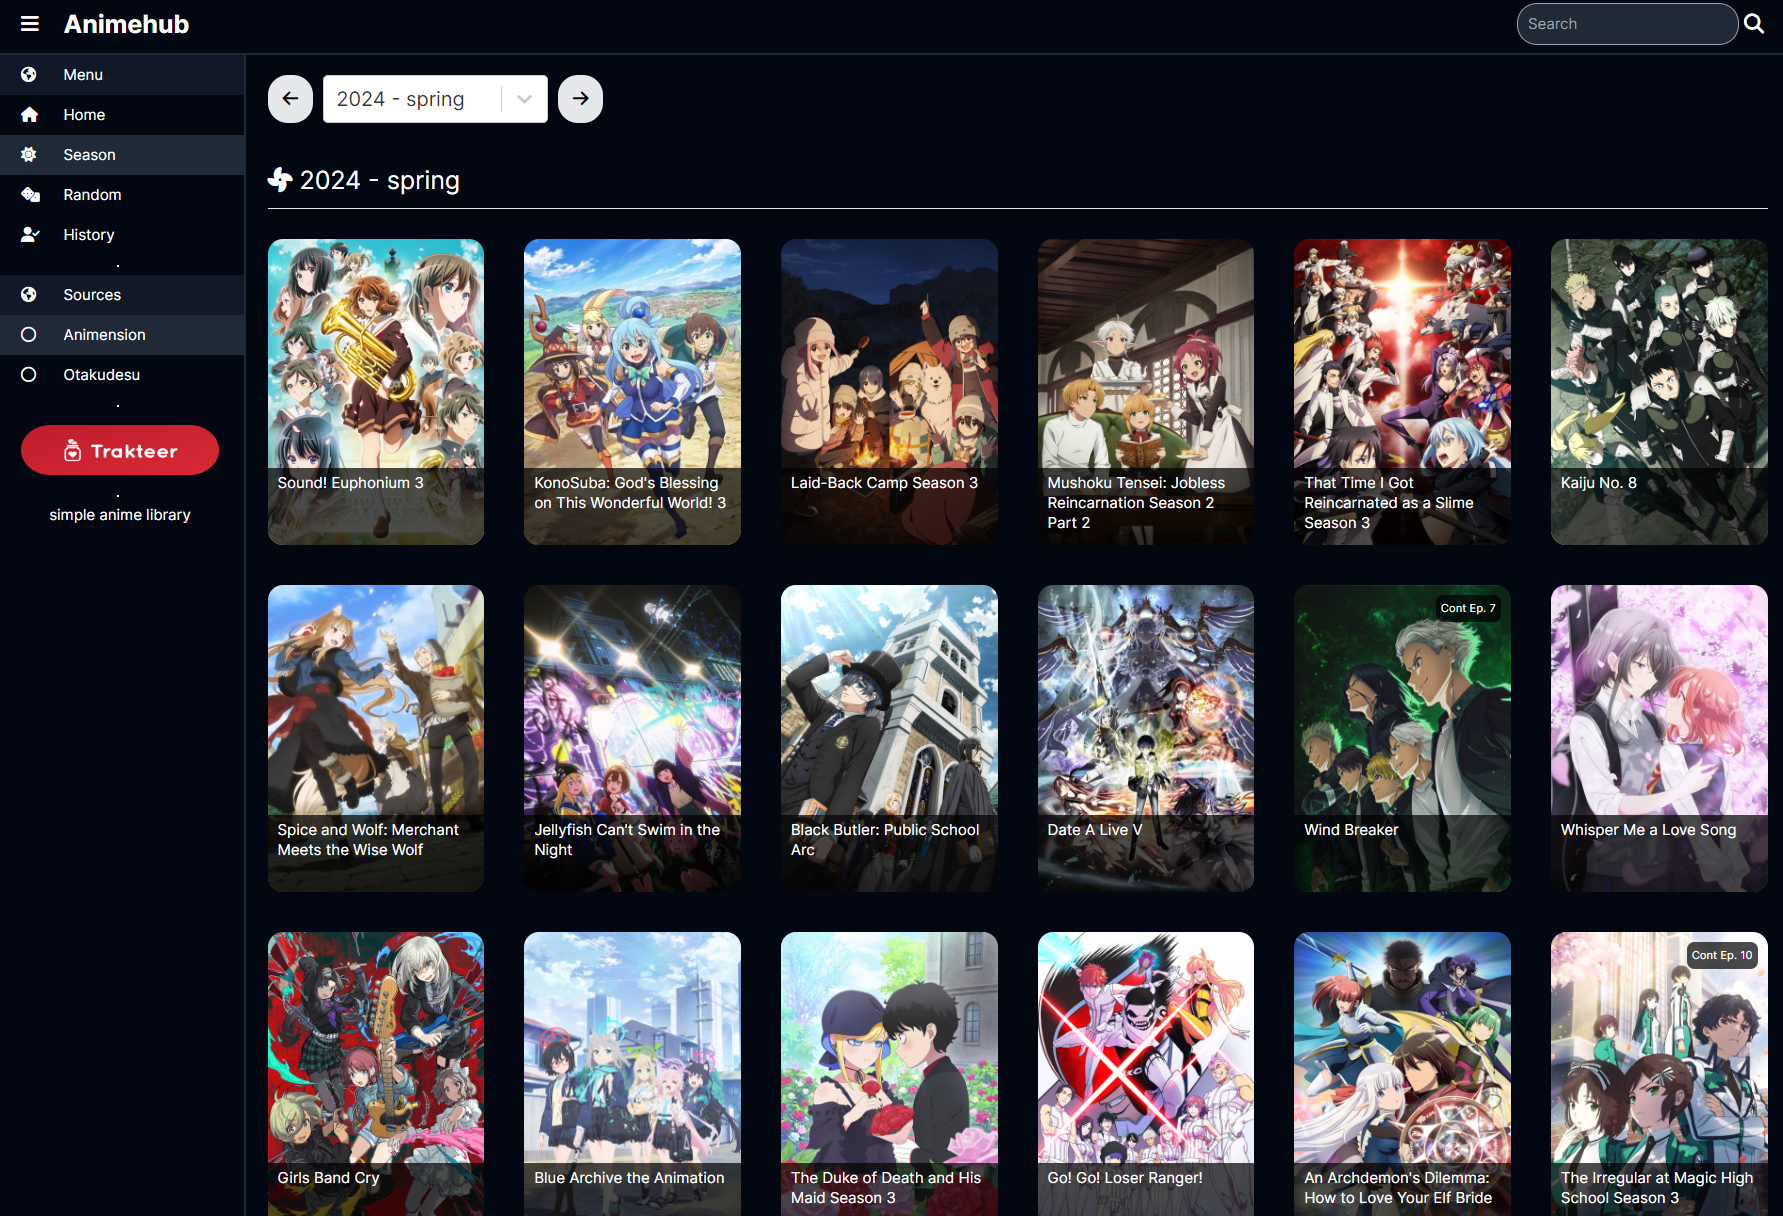 Animehub
Search
Menu
Home
Season
Random
History
.
Sources
Animension
Otakudesu
.
Trakteer
.
simple anime library
2024 - spring
2024 - spring
Sound! Euphonium 3
KonoSuba: God's Blessing
on This Wonderful World! 3
Laid-Back Camp Season 3
Mushoku Tensei: Jobless
Reincarnation Season 2
Part 2
That Time I Got
Reincarnated as a Slime
Season 3
Kaiju No. 8
Spice and Wolf: Merchant
Meets the Wise Wolf
Jellyfish Can't Swim in the
Night
Black Butler: Public School
Arc
Date A Live V
Cont Ep. 7
Wind Breaker
Whisper Me a Love Song
Girls Band Cry
Blue Archive the Animation
The Duke of Death and His
Maid Season 3
Go! Go! Loser Ranger!
An Archdemon's Dilemma:
How to Love Your Elf Bride
Cont Ep. 10
The Irregular at Magic High
School Season 3